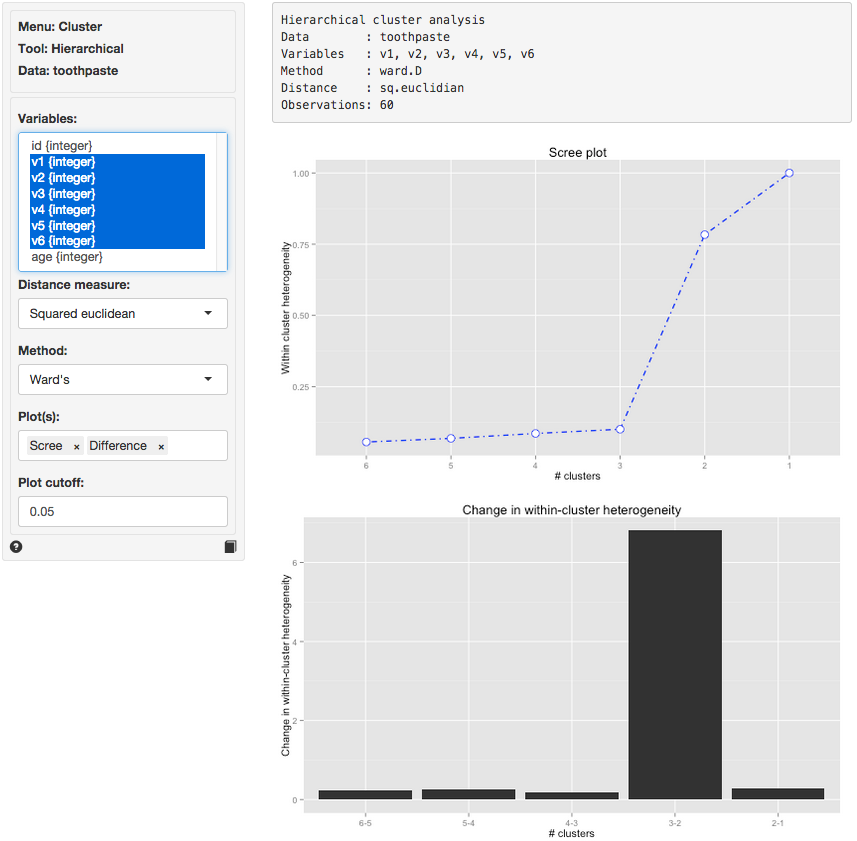 Menu: Cluster
Tool: Hierarchical
Data: toothpaste
Variables:
id {integer}
v1 {integer}
v2 {integer}
v3 {integer}
v4 {integer}
v5 {integer}
v6 {integer}
age {integer}
Distance measure:
Squared euclidean
Method:
Ward's
Plot(s):
Scree × Difference ×
Plot cutoff:
0.05
?
Hierarchical cluster analysis
Data : toothpaste
Variables : v1, v2, v3, v4, v5, v6
Method : ward.D
Distance : sq.euclidian
Observations: 60
Scree plot
Within cluster heterogeneity
1.00
0.75
0.50
0.25
6 5 4 3 2 1
# clusters
Change in within-cluster heterogeneity
Change in within-cluster heterogeneity
6
4
2
0
6-5 5-4 4-3 3-2 2-1
# clusters